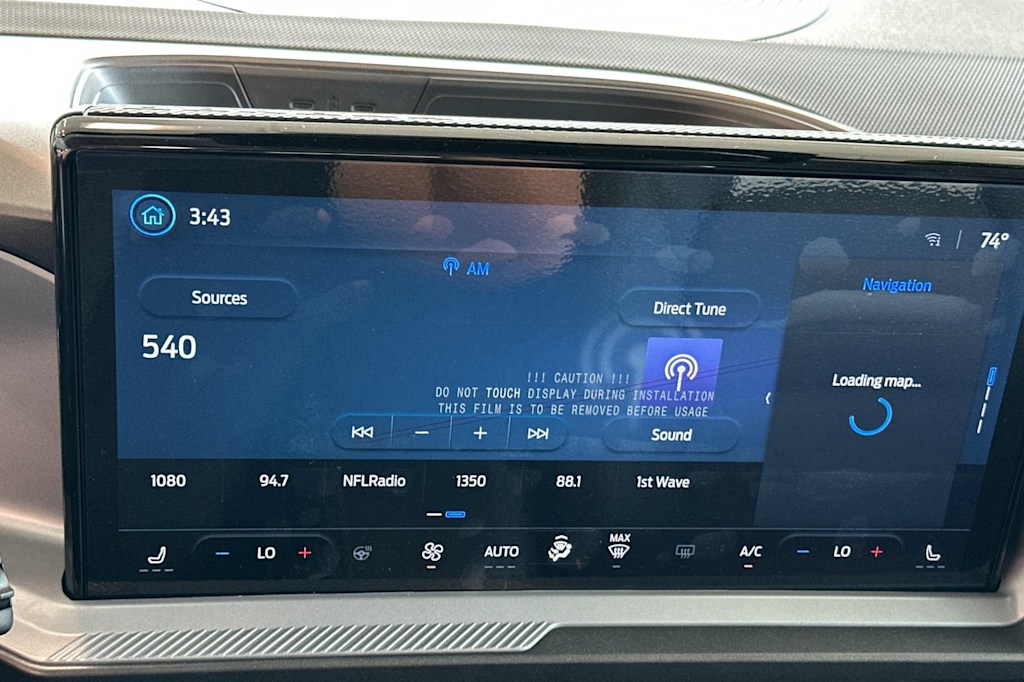 3:43
74°
AM
Navigation
Sources
Direct Tune
540
!!! CAUTION !!!
DO NOT TOUCH DISPLAY DURING INSTALLATION
THIS FILM IS TO BE REMOVED BEFORE USAGE
Loading map...
Sound
1080 94.7 NFLRadio 1350 88.1 1st Wave
LO AUTO MAX A/C LO